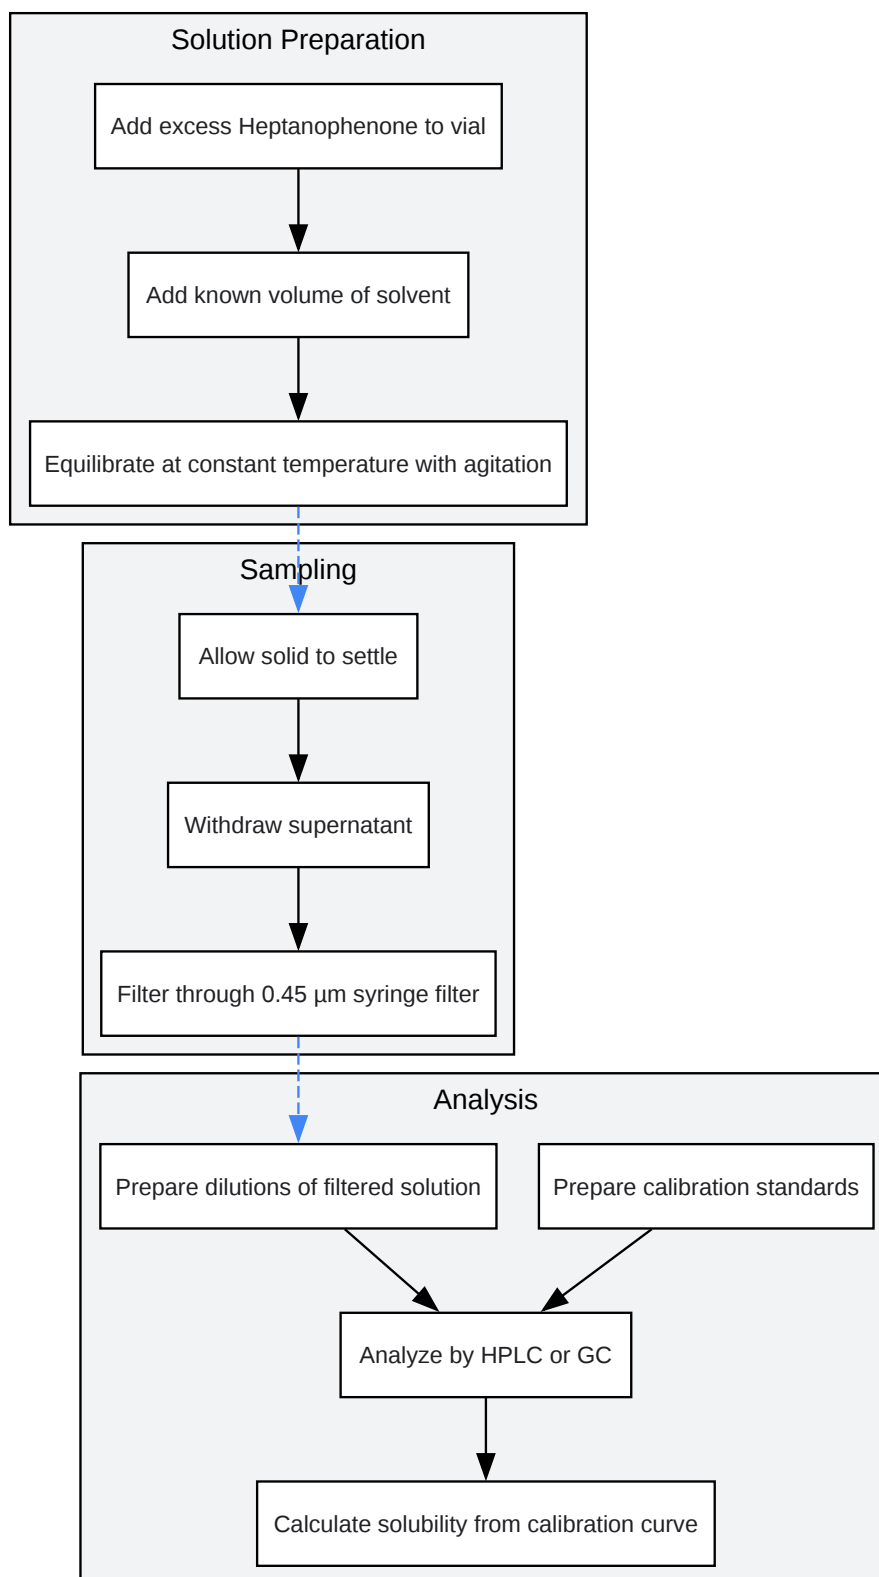 Solution Preparation
Add excess Heptanophenone to vial
Add known volume of solvent
Equilibrate at constant temperature with agitation
Sampling
Allow solid to settle
Withdraw supernatant
Filter through 0.45 µm syringe filter
Analysis
Prepare dilutions of filtered solution
Prepare calibration standards
Analyze by HPLC or GC
Calculate solubility from calibration curve